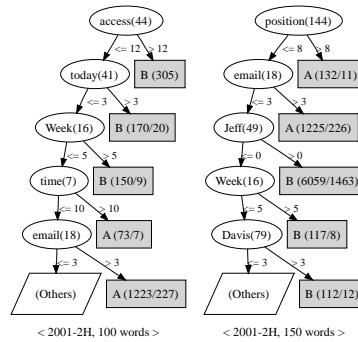 access(44)
<= 12
> 12
today(41)
B (305)
<= 3
> 3
Week(16)
B (170/20)
<= 5
> 5
time(7)
B (150/9)
<= 10
> 10
email(18)
A (73/7)
<= 3
> 3
(Others)
A (1223/227)
< 2001-2H, 100 words >
position(144)
<= 8
> 8
email(18)
A (132/11)
<= 3
> 3
Jeff(49)
A (1225/226)
<= 0
> 0
Week(16)
B (6059/1463)
<= 5
> 5
Davis(79)
B (117/8)
<= 3
> 3
(Others)
B (112/12)
< 2001-2H, 150 words >